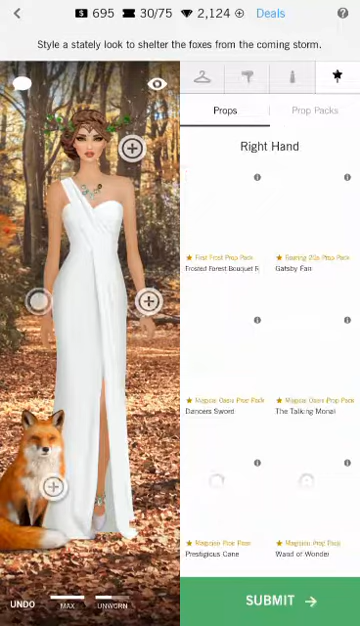 695 30/75 2,124 Deals
Style a stately look to shelter the foxes from the coming storm.
Props Prop Packs
Right Hand
First Frost Prop Pack
Frosted Forest Bouquet R
Roaring 20s Prop Pack
Gatsby Fan
Magical Oasis Prop Pack
Dancers Sword
Magical Oasis Prop Pack
The Talking Monal
Magician Prop Pack
Prestigious Cane
Magician Prop Pack
Wand of Wonder
UNDO MAX UNWORN
SUBMIT